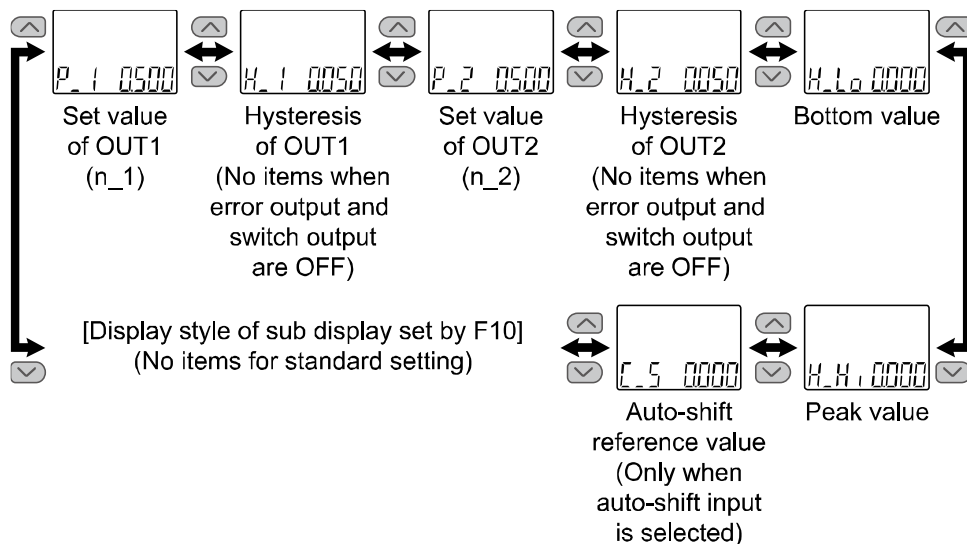 P_1 0.500
H_1 0.050
P_2 0.500
H_2 0.050
H_Lo 0.000
Set value
of OUT1
(n_1)
Hysteresis
of OUT1
(No items when
error output and
switch output
are OFF)
Set value
of OUT2
(n_2)
Hysteresis
of OUT2
(No items when
error output and
switch output
are OFF)
Bottom value
[Display style of sub display set by F10]
(No items for standard setting)
C_S 0.000
H_Hi 0.000
Auto-shift
reference value
(Only when
auto-shift input
is selected)
Peak value